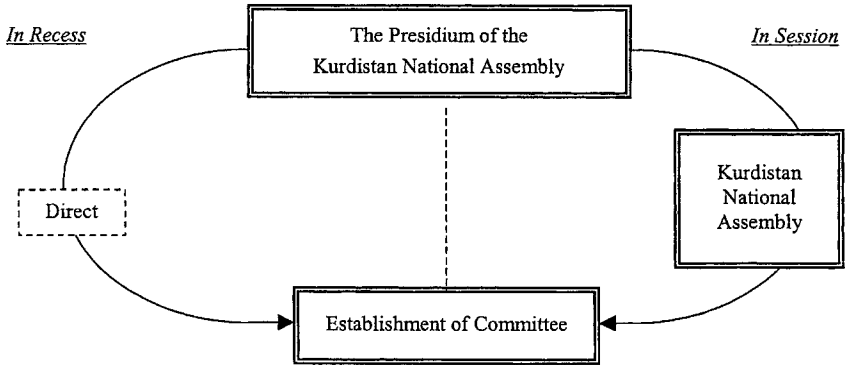 In Recess
The Presidium of the
Kurdistan National Assembly
In Session
Direct
Kurdistan
National
Assembly
Establishment of Committee